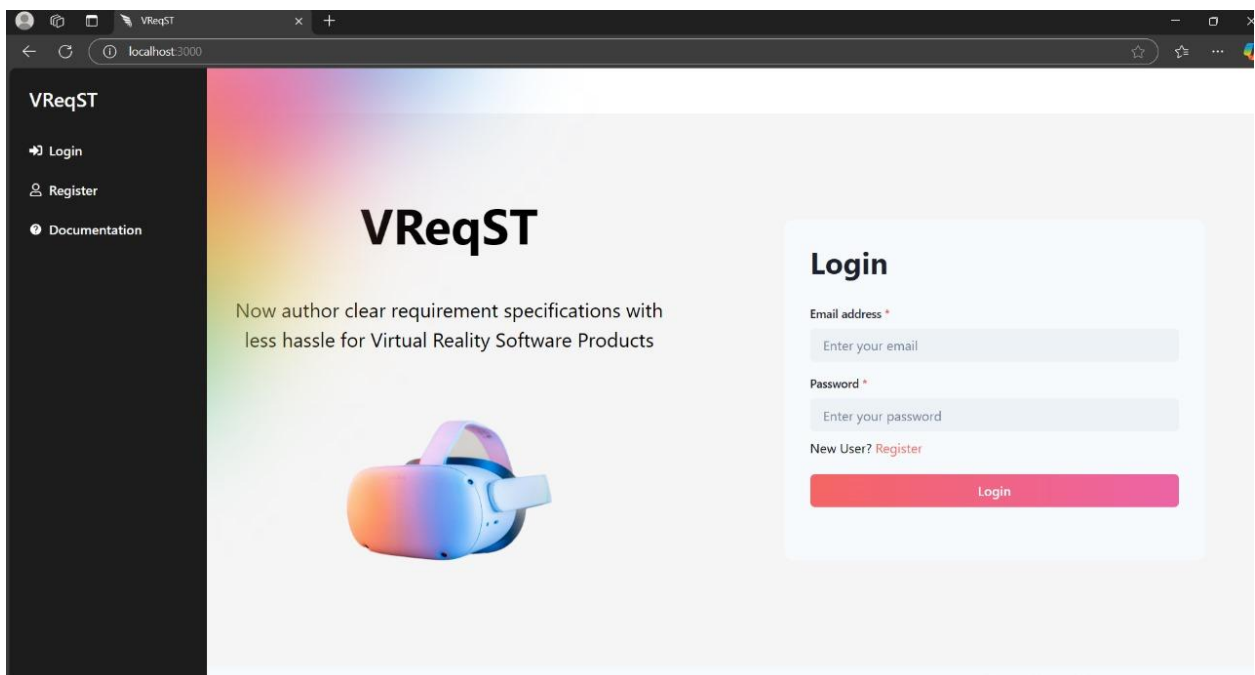 VReqST
localhost:3000
VReqST
Login
Register
Documentation
VReqST
Now author clear requirement specifications with
less hassle for Virtual Reality Software Products
Login
Email address *
Enter your email
Password *
Enter your password
New User? Register
Login